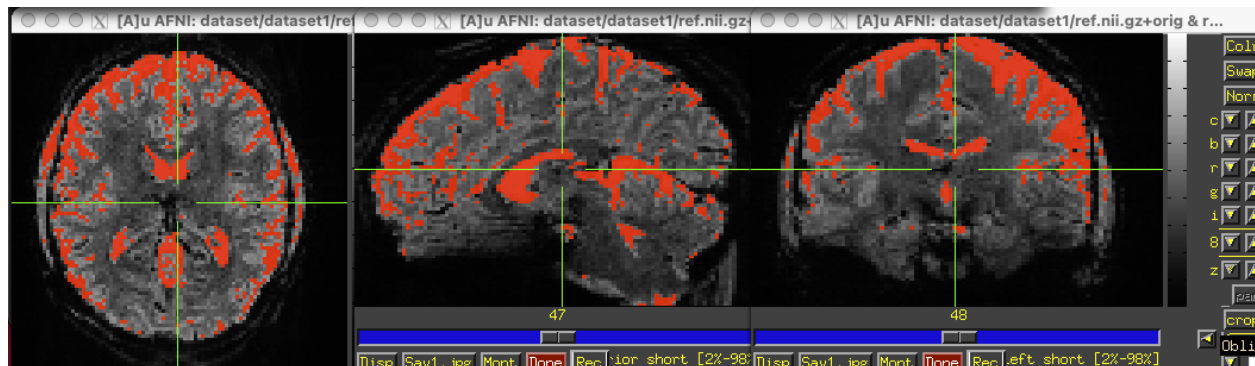 [A]u AFNI: dataset/dataset1/ref
[A]u AFNI: dataset/dataset1/ref.nii.gz+
[A]u AFNI: dataset/dataset1/ref.nii.gz+orig & r...
Colu
Swap
Norm
c
b
r
g
i
8
z
pan
crop
Obli
47
48
Disp Sav1.jpg Mont Done Rec ior short [2%-98%
Disp Sav1.jpg Mont Done Rec eft short [2%-98%]